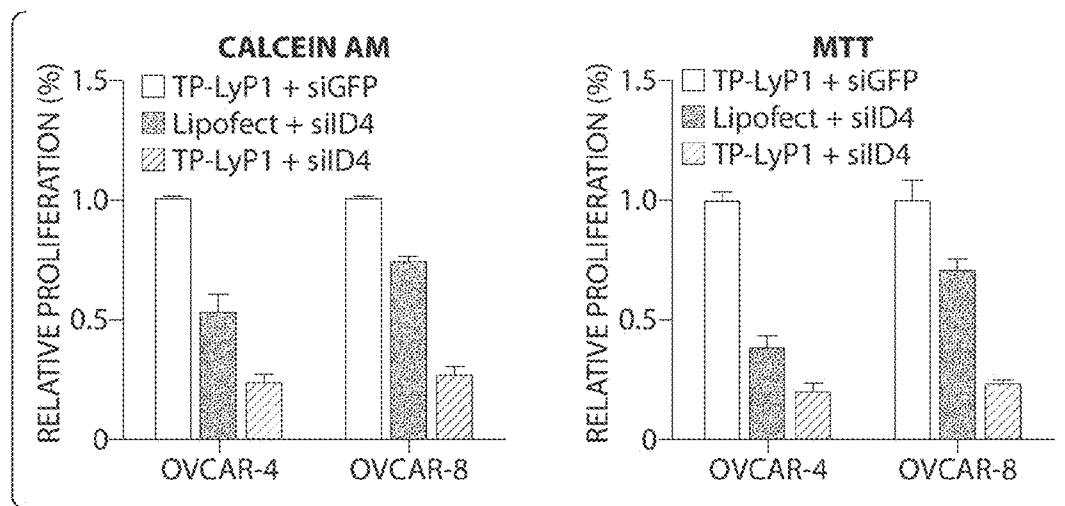 CALCEIN AM
RELATIVE PROLIFERATION (%)
1.5
1.0
0.5
0
TP-LyP1 + siGFP
Lipofect + siID4
TP-LyP1 + siID4
OVCAR-4 OVCAR-8
MTT
RELATIVE PROLIFERATION (%)
1.5
1.0
0.5
0
TP-LyP1 + siGFP
Lipofect + siID4
TP-LyP1 + siID4
OVCAR-4 OVCAR-8